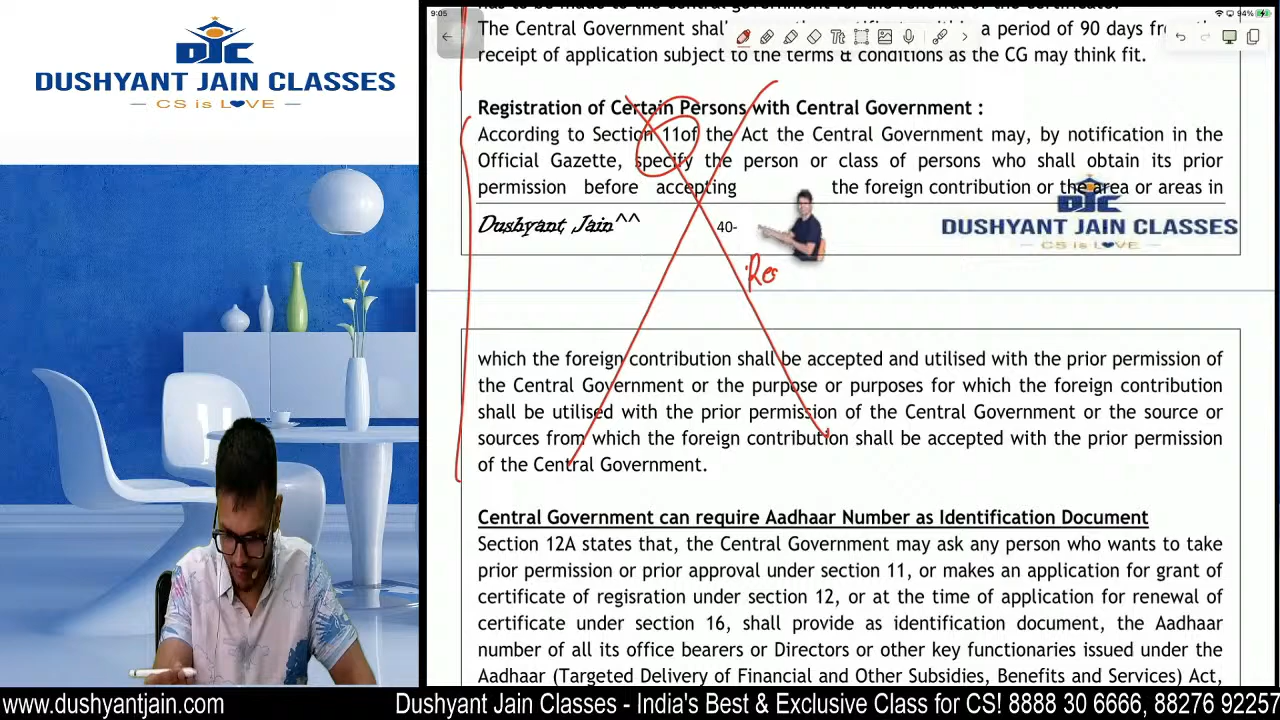 DJC
DUSHYANT JAIN CLASSES
CS is L VE
9:05
94%
The Central Government shall
a period of 90 days
receipt of application subject to the terms & conditions as the CG may think fit.
Registration of Certain Persons with Central Government :
According to Section 11of the Act the Central Government may, by notification in the
Official Gazette, specify the person or class of persons who shall obtain its prior
permission before accepting the foreign contribution or the area or areas in
Dushyant Jain^^
40-
DJC
DUSHYANT JAIN CLASSES
CS is L VE
which the foreign contribution shall be accepted and utilised with the prior permission of
the Central Government or the purpose or purposes for which the foreign contribution
shall be utilised with the prior permission of the Central Government or the source or
sources from which the foreign contribution shall be accepted with the prior permission
of the Central Government.
Central Government can require Aadhaar Number as Identification Document
Section 12A states that, the Central Government may ask any person who wants to take
prior permission or prior approval under section 11, or makes an application for grant of
certificate of regisration under section 12, or at the time of application for renewal of
certificate under section 16, shall provide as identification document, the Aadhaar
number of all its office bearers or Directors or other key functionaries issued under the
Aadhaar (Targeted Delivery of Financial and Other Subsidies, Benefits and Services) Act,
www.dushyantjain.com
Dushyant Jain Classes - India's Best & Exclusive Class for CS! 8888 30 6666, 88276 92257